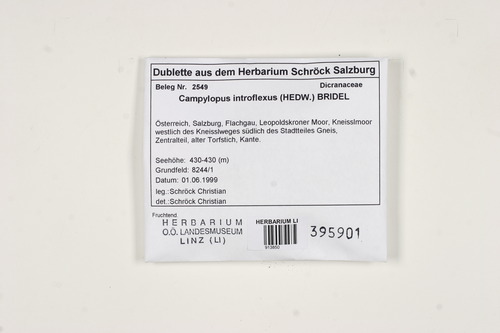 Dublette aus dem Herbarium Schröck Salzburg
Beleg Nr. 2549 Dicranaceae
Campylopus introflexus (HEDW.) BRIDEL
Österreich, Salzburg, Flachgau, Leopoldskroner Moor, Kneisslmoor
westlich des Kneisslweges südlich des Stadtteiles Gneis,
Zentralteil, alter Torfstich, Kante.
Seehöhe: 430-430 (m)
Grundfeld: 8244/1
Datum: 01.06.1999
leg.:Schröck Christian
det.:Schröck Christian
Fruchtend.
HERBARIUM
O.Ö. LANDESMUSEUM
LINZ (LI)
HERBARIUM LI
913850
395901